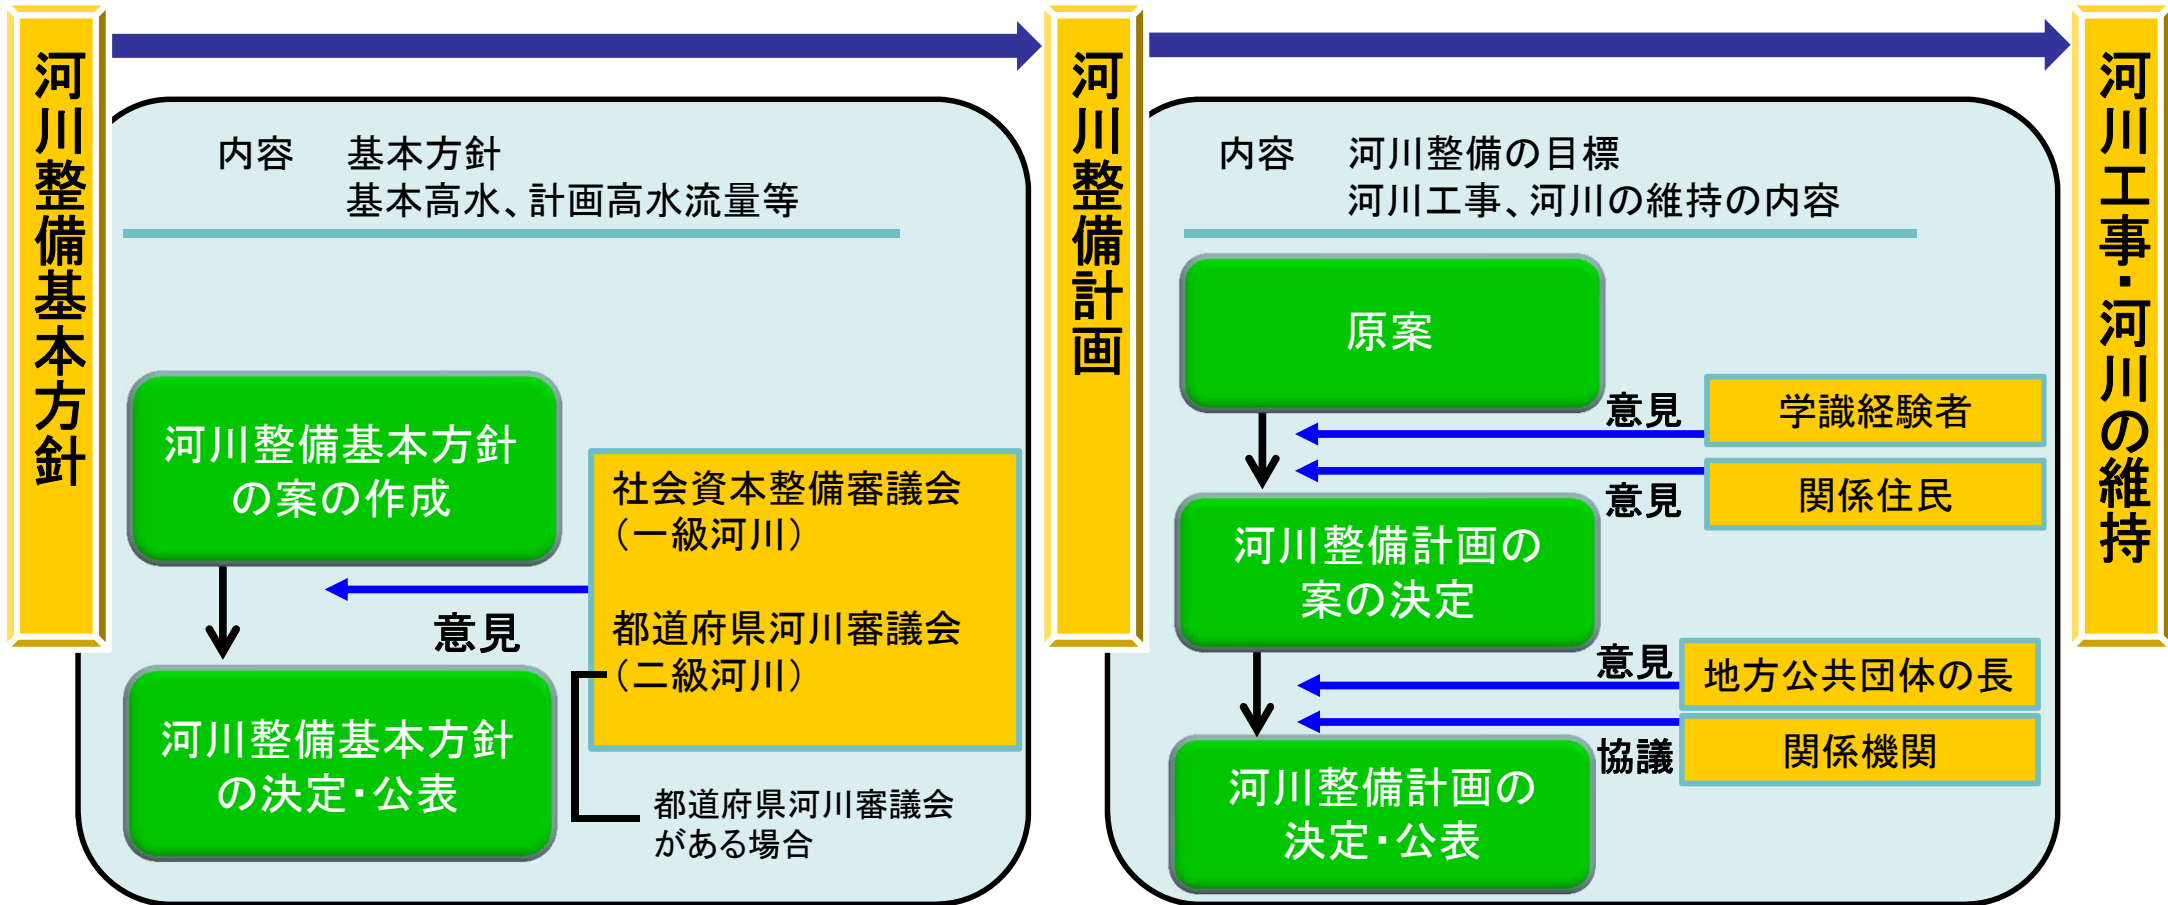 河川整備基本方針
内容 基本方針
基本高水、計画高水流量等
河川整備基本方針
の案の作成
社会資本整備審議会
（一級河川）
都道府県河川審議会
（二級河川）
意見
河川整備基本方針
の決定・公表
都道府県河川審議会
がある場合
河川整備計画
内容 河川整備の目標
河川工事、河川の維持の内容
原案
意見
学識経験者
意見
関係住民
河川整備計画の
案の決定
意見
地方公共団体の長
協議
関係機関
河川整備計画の
決定・公表
河川工事・河川の維持